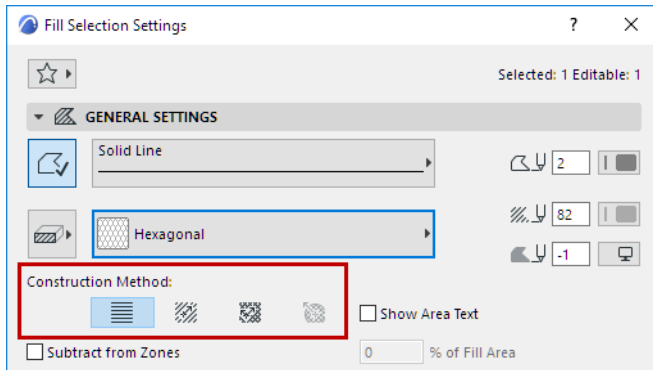 Fill Selection Settings
?
Selected: 1 Editable: 1
GENERAL SETTINGS
Solid Line
2
82
Hexagonal
-1
Construction Method:
Show Area Text
Subtract from Zones
0
% of Fill Area